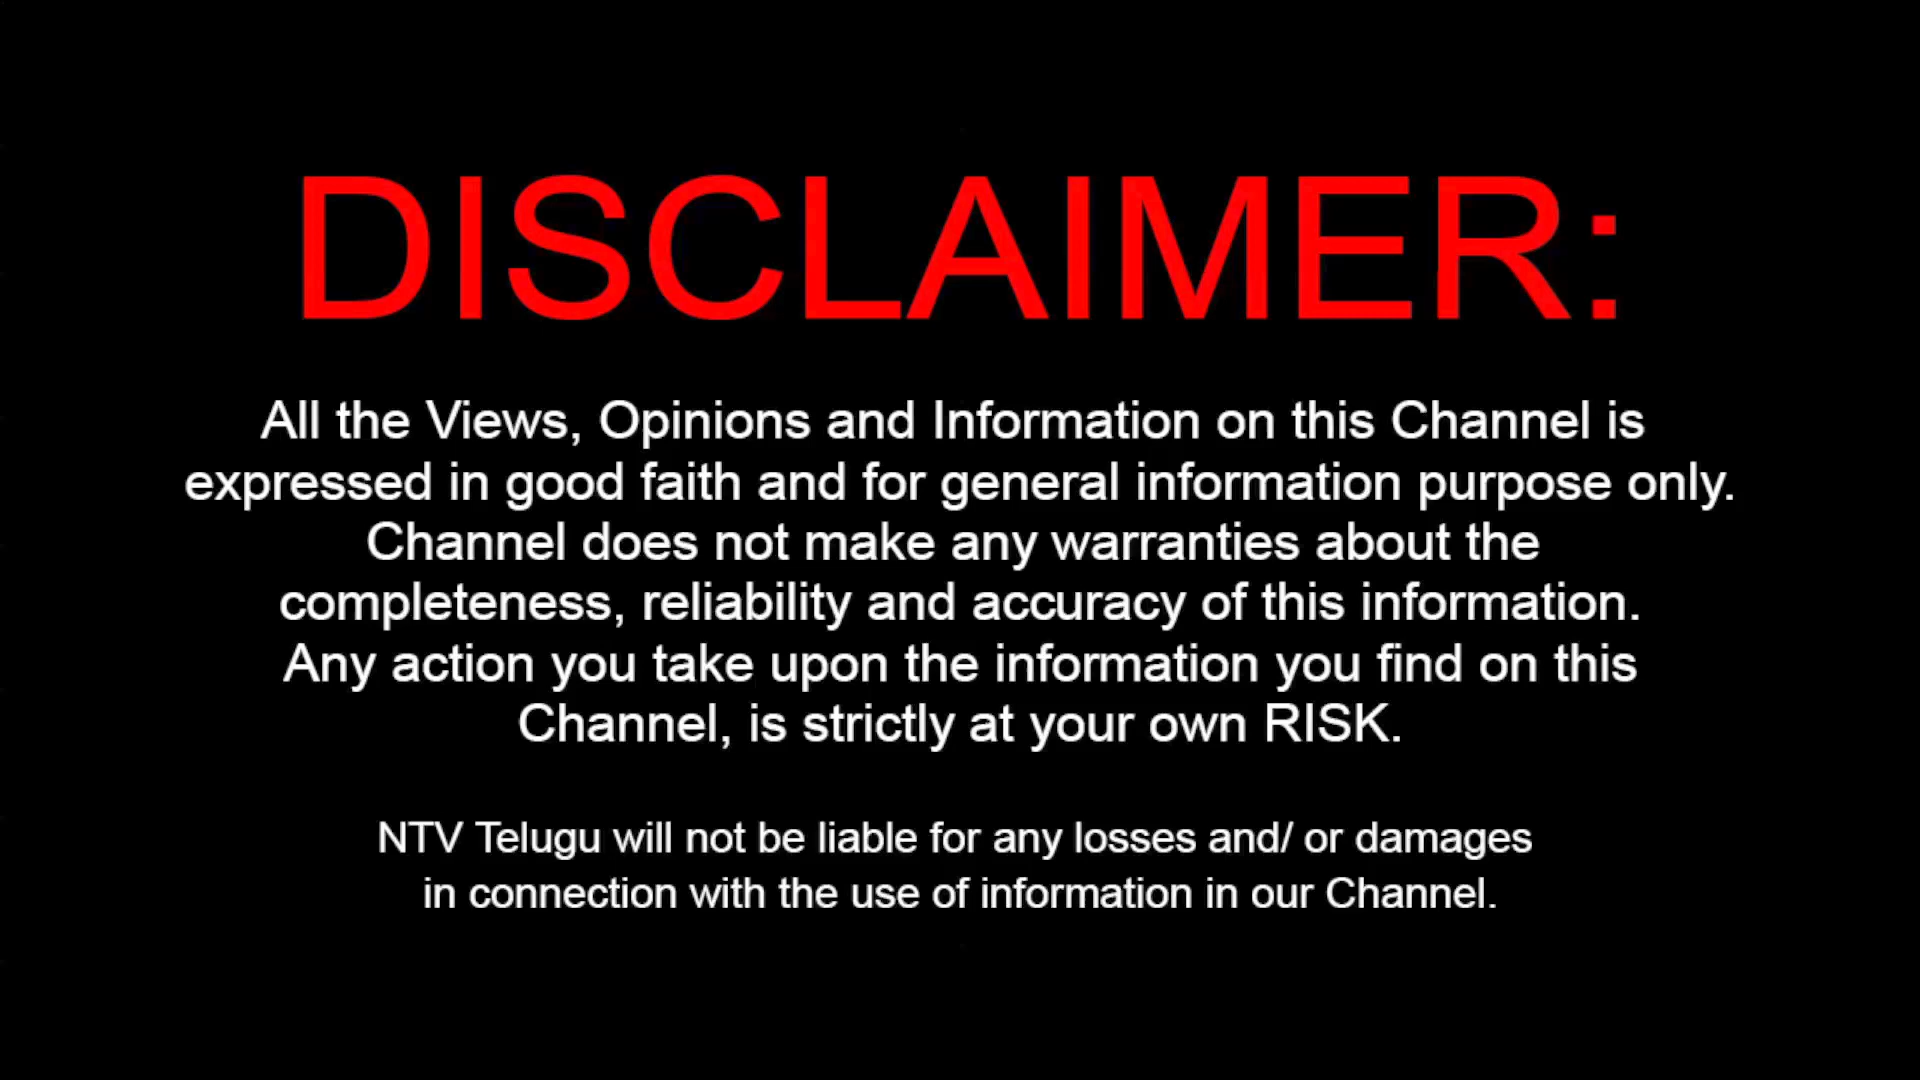 DISCLAIMER:
All the Views, Opinions and Information on this Channel is
expressed in good faith and for general information purpose only.
Channel does not make any warranties about the
completeness, reliability and accuracy of this information.
Any action you take upon the information you find on this
Channel, is strictly at your own RISK.
NTV Telugu will not be liable for any losses and/ or damages
in connection with the use of information in our Channel.